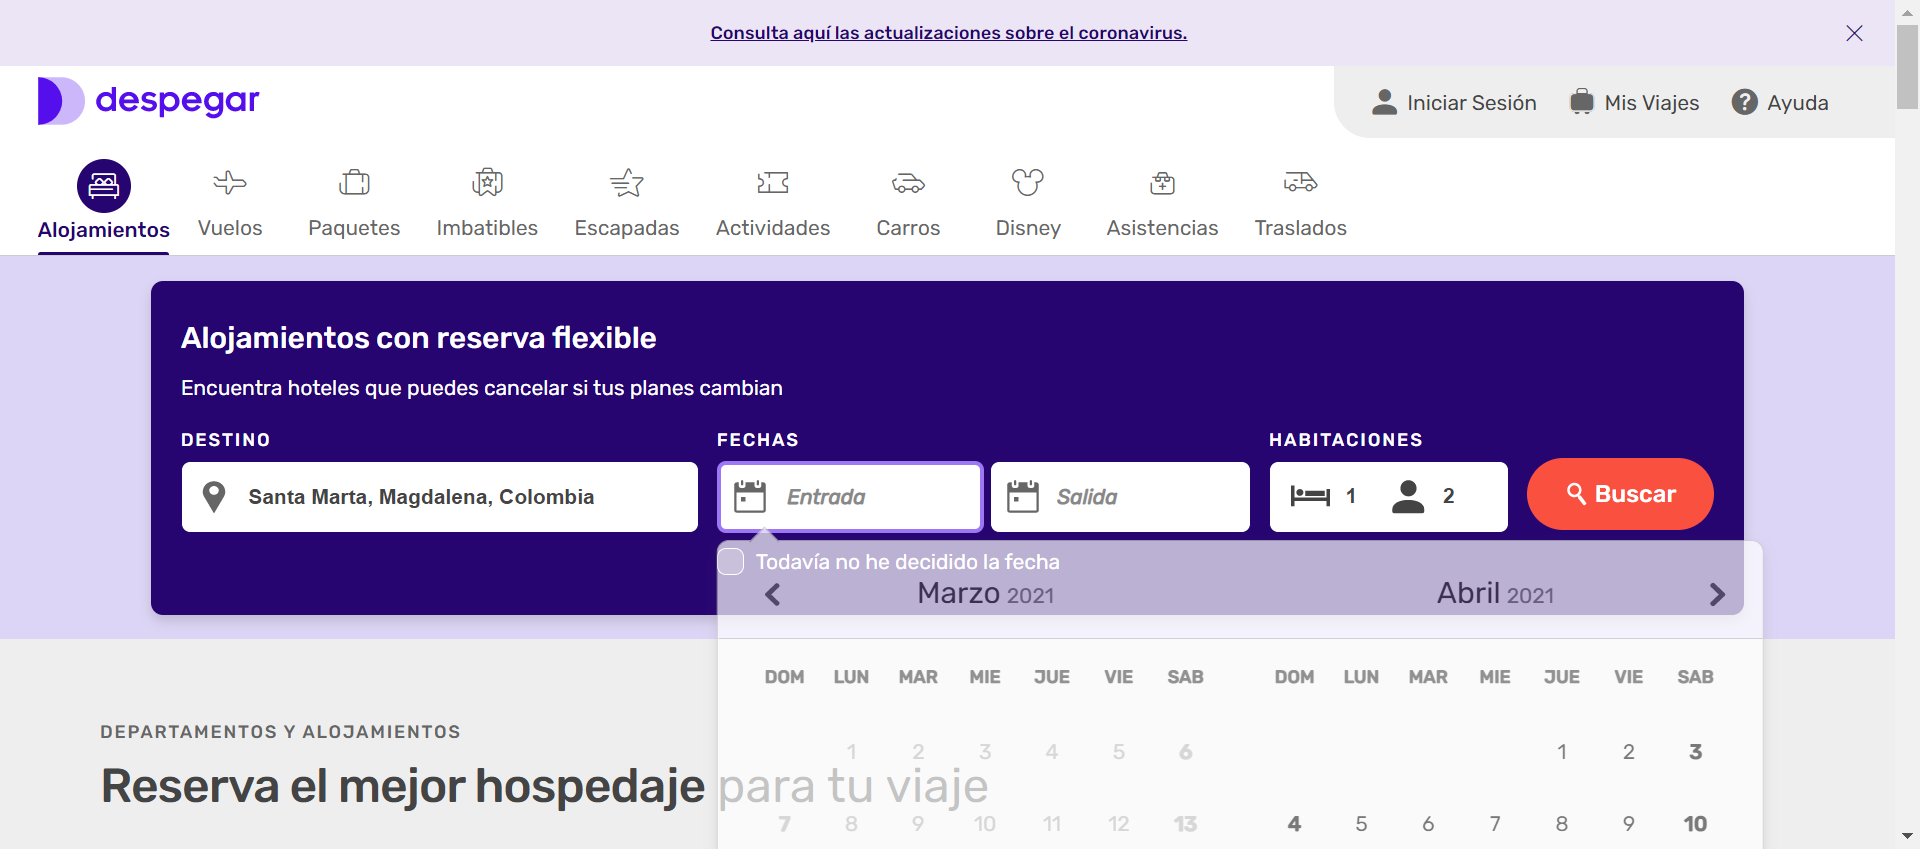 Consulta aquí las actualizaciones sobre el coronavirus.
despegar
Iniciar Sesión Mis Viajes ? Ayuda
Alojamientos Vuelos Paquetes Imbatibles Escapadas Actividades Carros Disney Asistencias Traslados
Alojamientos con reserva flexible
Encuentra hoteles que puedes cancelar si tus planes cambian
DESTINO FECHAS HABITACIONES
Santa Marta, Magdalena, Colombia Entrada Salida 1 2 Buscar
Todavía no he decidido la fecha
Marzo 2021 Abril 2021
DOM LUN MAR MIE JUE VIE SAB DOM LUN MAR MIE JUE VIE SAB
DEPARTAMENTOS Y ALOJAMIENTOS
1 2 3 4 5 6 1 2 3
Reserva el mejor hospedaje para tu viaje
7 8 9 10 11 12 13 4 5 6 7 8 9 10